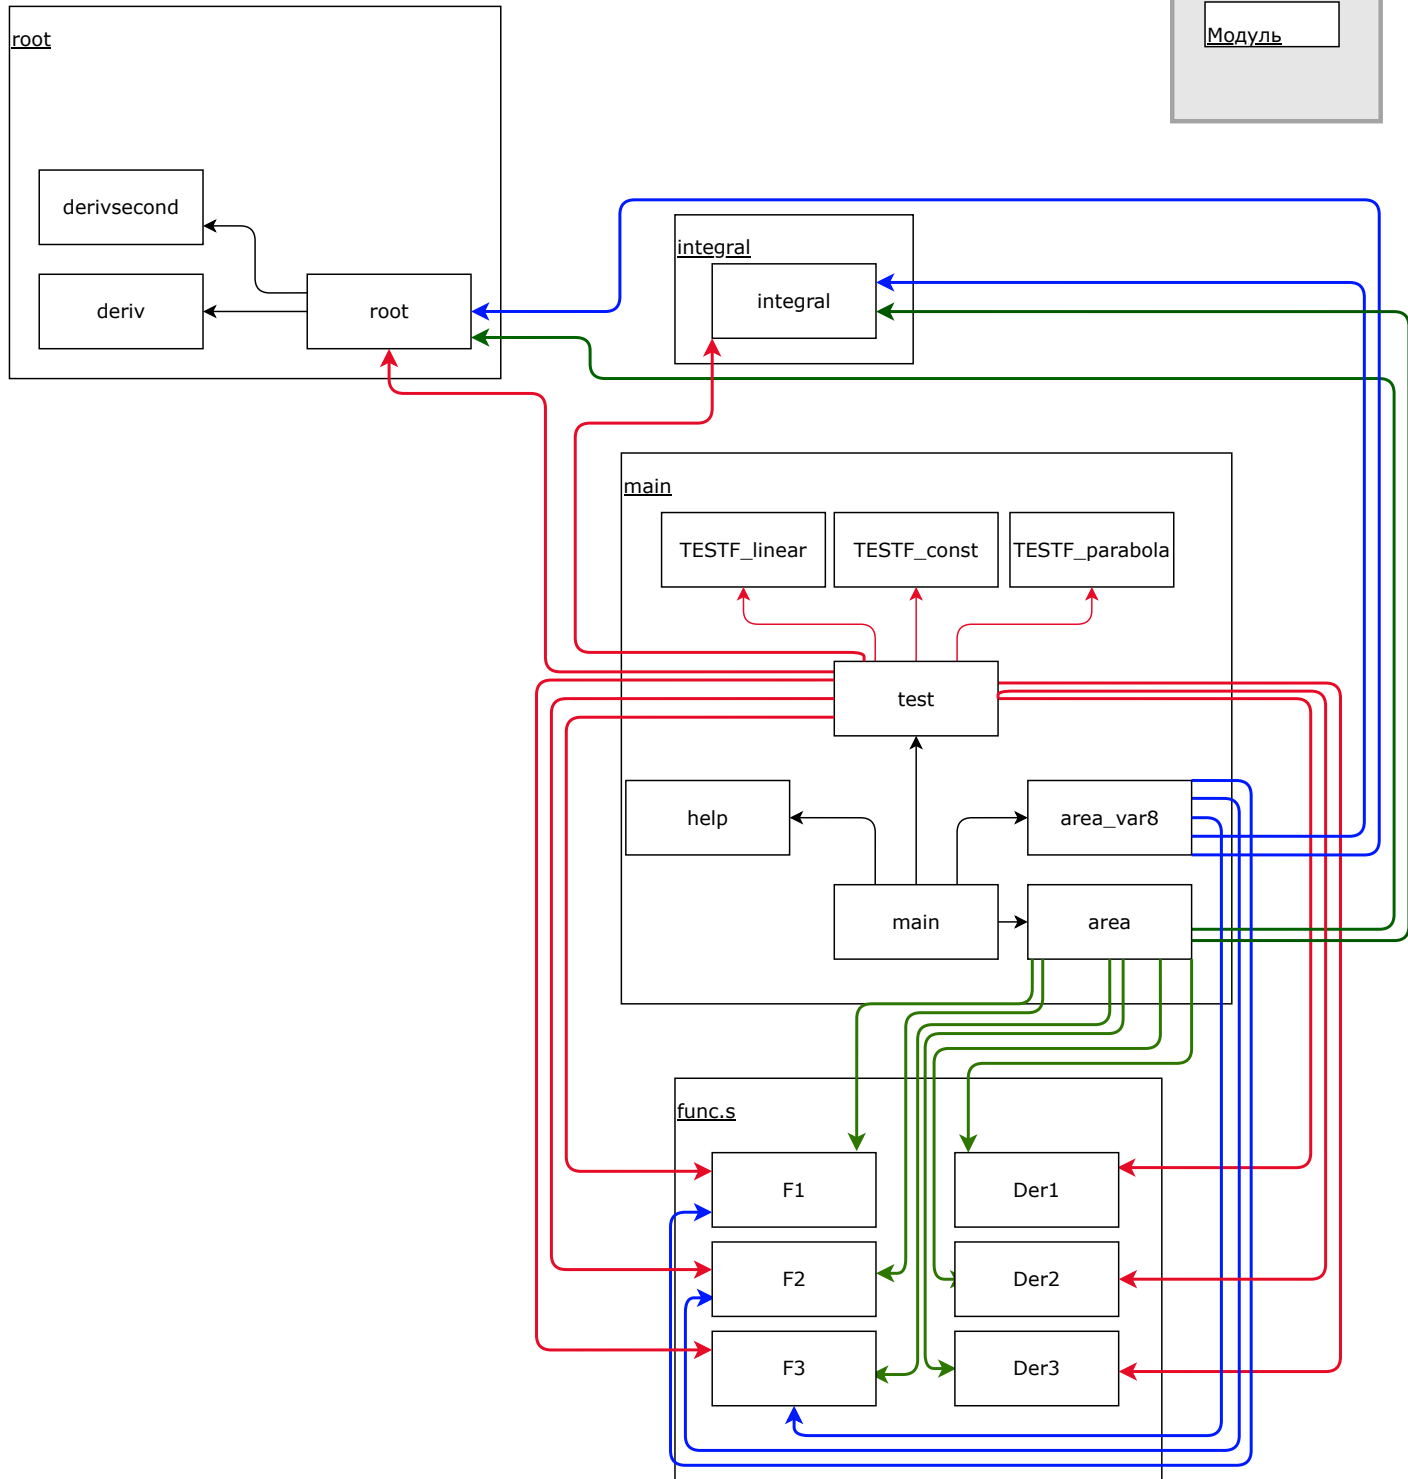 root
Модуль
derivsecond
deriv
root
integral
integral
main
TESTF_linear
TESTF_const
TESTF_parabola
test
help
area_var8
main
area
func.s
F1
Der1
F2
Der2
F3
Der3